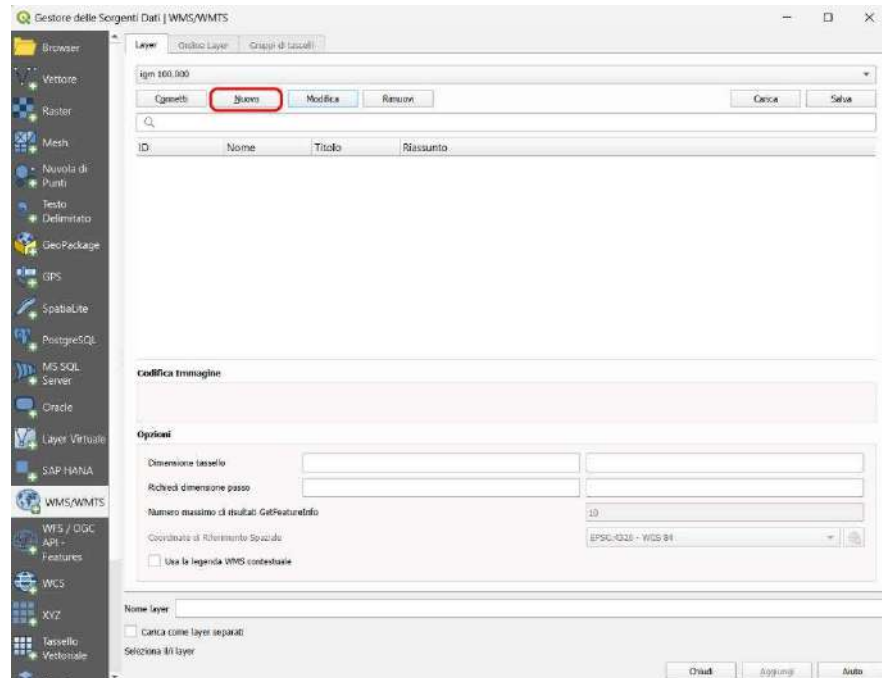 Gestore delle Sorgenti Dati | WMS/WMTS
Browser
Vettore
Raster
Mesh
Nuvola di
Punti
Testo
Delimitato
GeoPackage
GPS
SpatiaLite
PostgreSQL
MS SQL
Server
Oracle
Layer Virtuale
SAP HANA
WMS/WMTS
WFS / OGC
API -
Features
WCS
XYZ
Tassello
Vettoriale
Layer Ordine Layer Gruppi di tasselli
igm 100.000
Connetti Nuovo Modifica Rimuovi Carica Salva
ID Nome Titolo Riassunto
Codifica Immagine
Opzioni
Dimensione tassello
Richiedi dimensione passo
Numero massimo di risultati GetFeatureInfo 10
Coordinate di Riferimento Spaziale EPSG:4326 - WGS 84
Usa la legenda WMS contestuale
Nome layer
Carica come layer separati
Seleziona il/i layer
Chiudi Aggiungi Aiuto